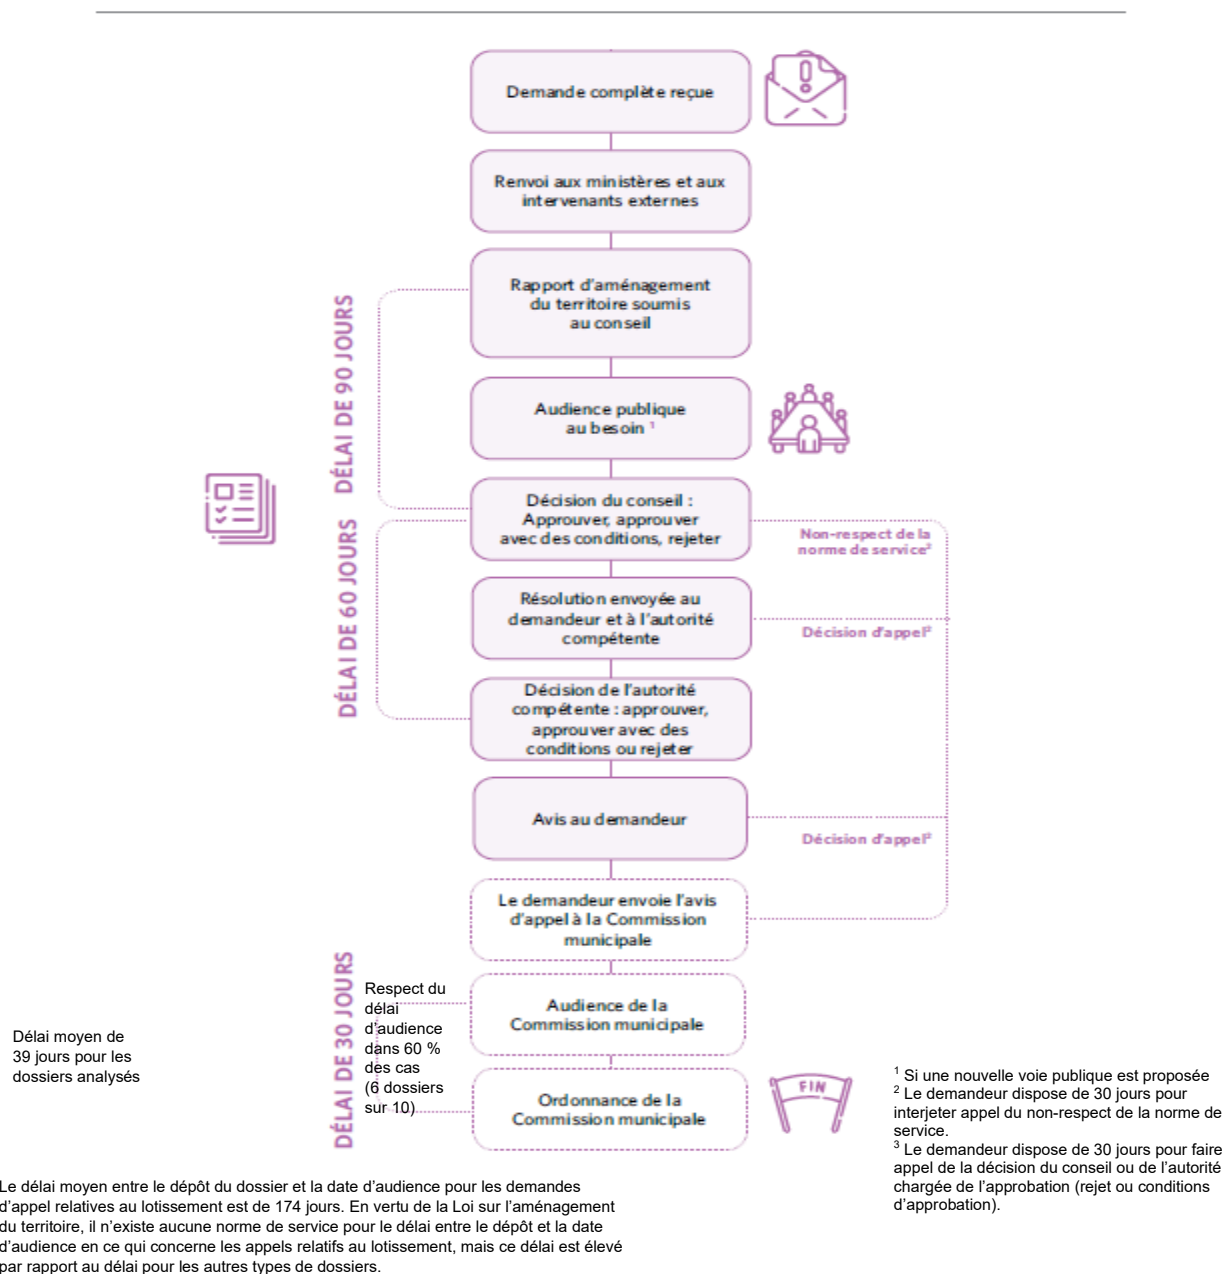 Demande complète reçue
Renvoi aux ministères et aux
intervenants externes
Rapport d'aménagement
du territoire soumis
au conseil
DÉLAI DE 90 JOURS
Audience publique
au besoin ¹
Décision du conseil :
Approuver, approuver
avec des conditions, rejeter
Non-respect de la
norme de service²
DÉLAI DE 60 JOURS
Résolution envoyée au
demandeur et à l'autorité
compétente
Décision d'appel²
Décision de l'autorité
compétente : approuver,
approuver avec des
conditions ou rejeter
Avis au demandeur
Décision d'appel²
Le demandeur envoie l'avis
d'appel à la Commission
municipale
DÉLAI DE 30 JOURS
Respect du
délai
d'audience
dans 60 %
des cas
(6 dossiers
sur 10)
Audience de la
Commission municipale
Délai moyen de
39 jours pour les
dossiers analysés
Ordonnance de la
Commission municipale
FIN
¹ Si une nouvelle voie publique est proposée
² Le demandeur dispose de 30 jours pour
interjeter appel du non-respect de la norme de
service.
³ Le demandeur dispose de 30 jours pour faire
appel de la décision du conseil ou de l'autorité
chargée de l'approbation (rejet ou conditions
d'approbation).
Le délai moyen entre le dépôt du dossier et la date d'audience pour les demandes
d'appel relatives au lotissement est de 174 jours. En vertu de la Loi sur l'aménagement
du territoire, il n'existe aucune norme de service pour le délai entre le dépôt et la date
d'audience en ce qui concerne les appels relatifs au lotissement, mais ce délai est élevé
par rapport au délai pour les autres types de dossiers.